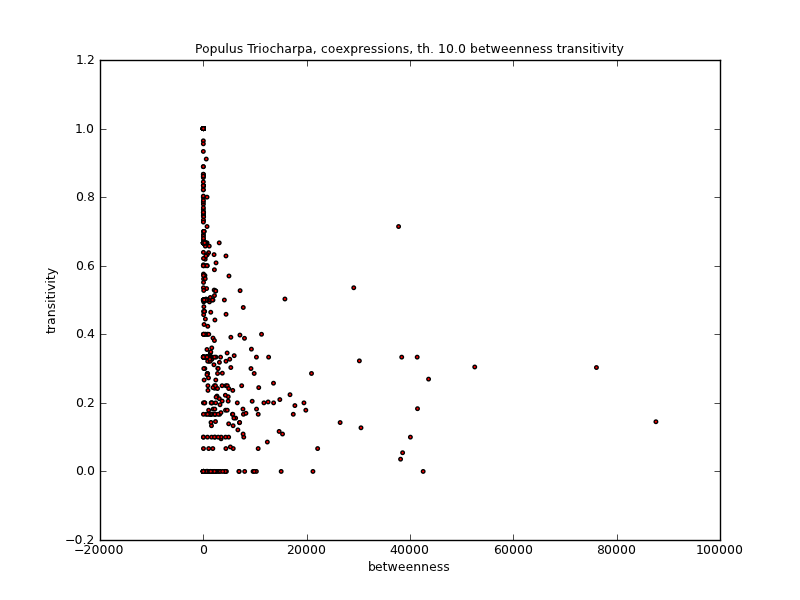 Populus Triocharpa, coexpressions, th. 10.0 betweenness transitivity
1.2
1.0
0.8
0.6
0.4
0.2
0.0
−0.2
transitivity
−20000 0 20000 40000 60000 80000 100000
betweenness